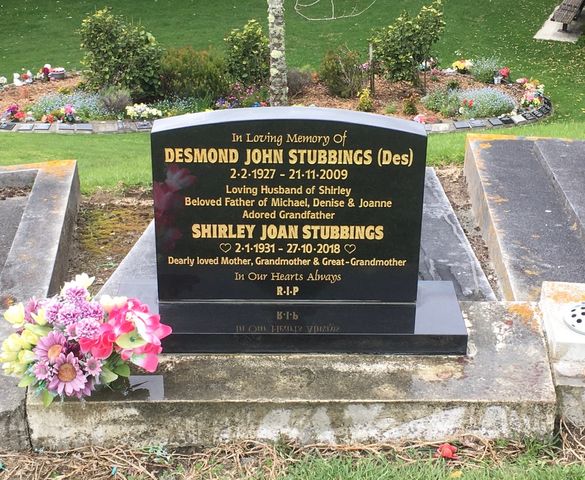 In Loving Memory Of
DESMOND JOHN STUBBINGS (Des)
2-2-1927 - 21-11-2009
Loving Husband of Shirley
Beloved Father of Michael, Denise & Joanne
Adored Grandfather
SHIRLEY JOAN STUBBINGS
♡ 2-1-1931 - 27-10-2018 ♡
Dearly loved Mother, Grandmother & Great-Grandmother
In Our Hearts Always
R-I-P